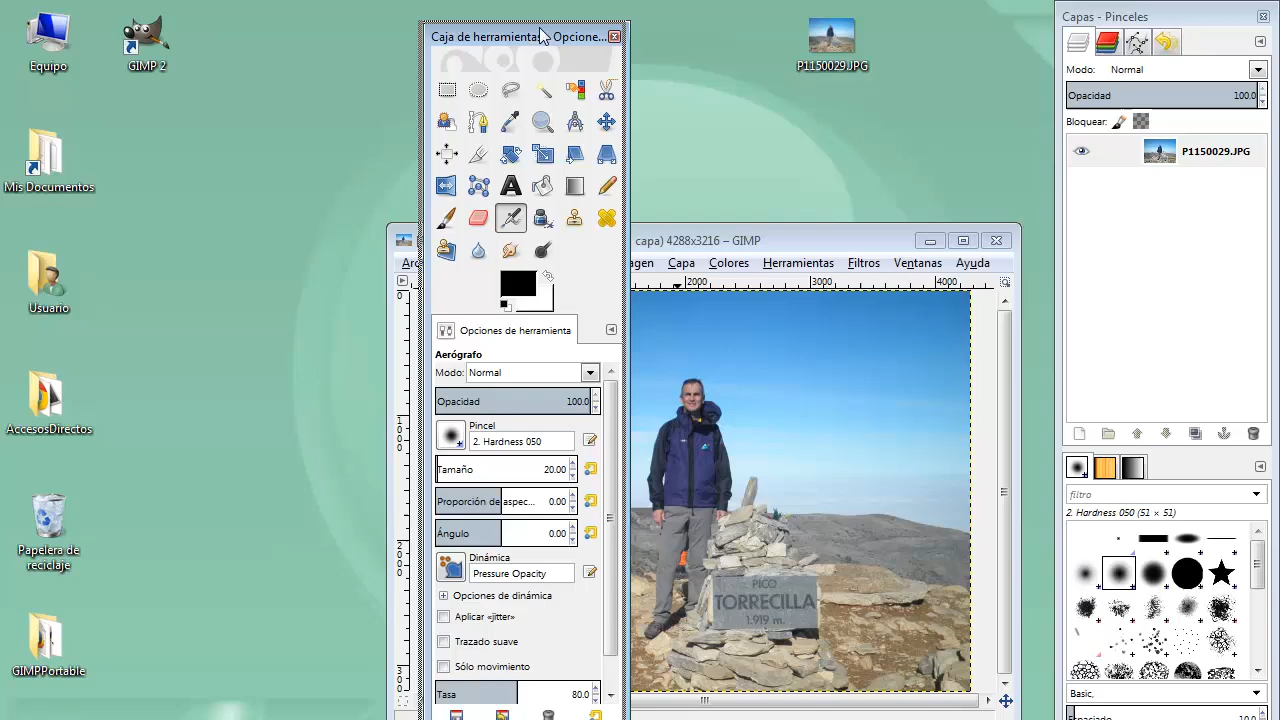 Equipo
GIMP 2
Mis Documentos
Usuario
AccesosDirectos
Papelera de
reciclaje
GIMPPortable
P1150029.JPG
Caja de herramientas Opcione...
Opciones de herramienta
Aerógrafo
Modo: Normal
Opacidad 100.0
Pincel
2. Hardness 050
Tamaño 20.00
Proporción de aspec... 0.00
Ángulo 0.00
Dinámica
Pressure Opacity
Opciones de dinámica
Aplicar «jitter»
Trazado suave
Sólo movimiento
Tasa 80.0
capa) 4288x3216 – GIMP
Capa Colores Herramientas Filtros Ventanas Ayuda
2000 3000 4000
PICO
TORRECILLA
1.919 m.
Capas - Pinceles
Modo: Normal
Opacidad 100.0
Bloquear:
P1150029.JPG
filtro
2. Hardness 050 (51 × 51)
Basic,
Espaciado 10.0